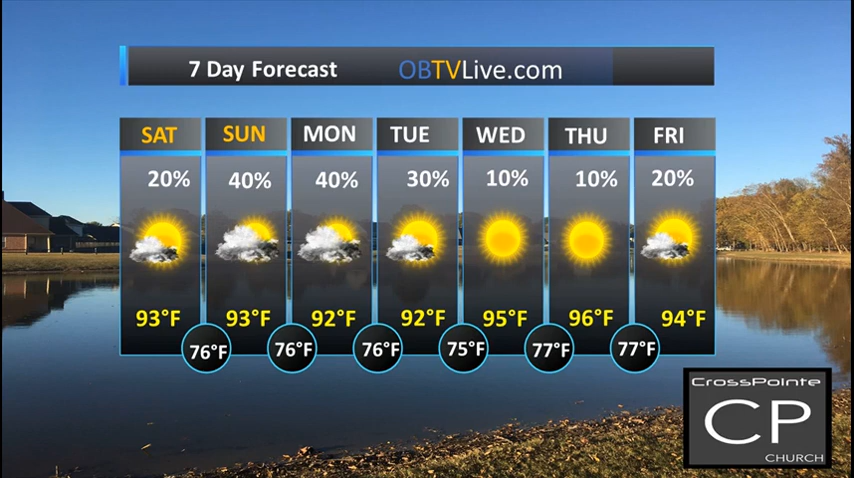 7 Day Forecast OBTVLive.com
SAT SUN MON TUE WED THU FRI
20% 40% 40% 30% 10% 10% 20%
93°F 93°F 92°F 92°F 95°F 96°F 94°F
76°F 76°F 76°F 75°F 77°F 77°F
CrossPointe
CP
CHURCH